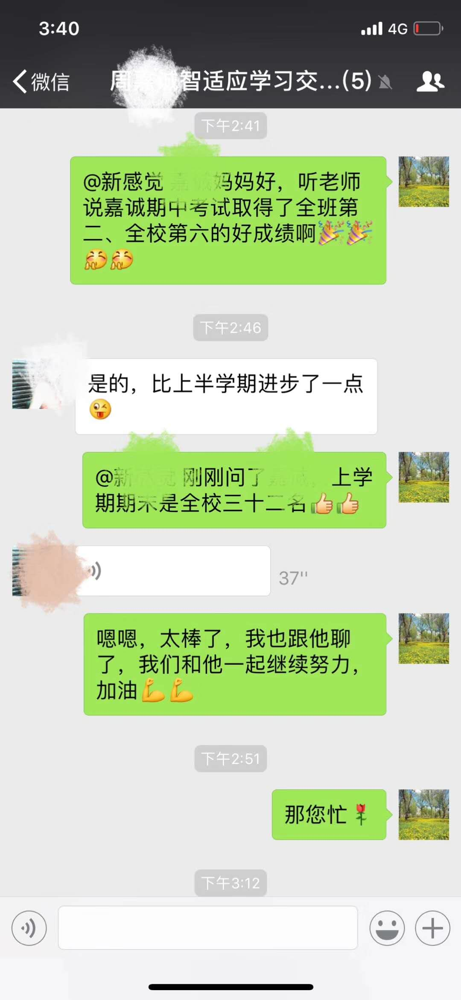 3:40
4G
微信
周 智适应学习交...(5)
下午2:41
@新感觉 妈妈好，听老师
说嘉诚期中考试取得了全班第
二、全校第六的好成绩啊🎉🎉
下午2:46
是的，比上半学期进步了一点
😜
@新 刚刚问了 上学
期期末是全校三十二名👍👍
37''
嗯嗯，太棒了，我也跟他聊
了，我们和他一起继续努力，
加油💪💪
下午2:51
那您忙🌹
下午3:12